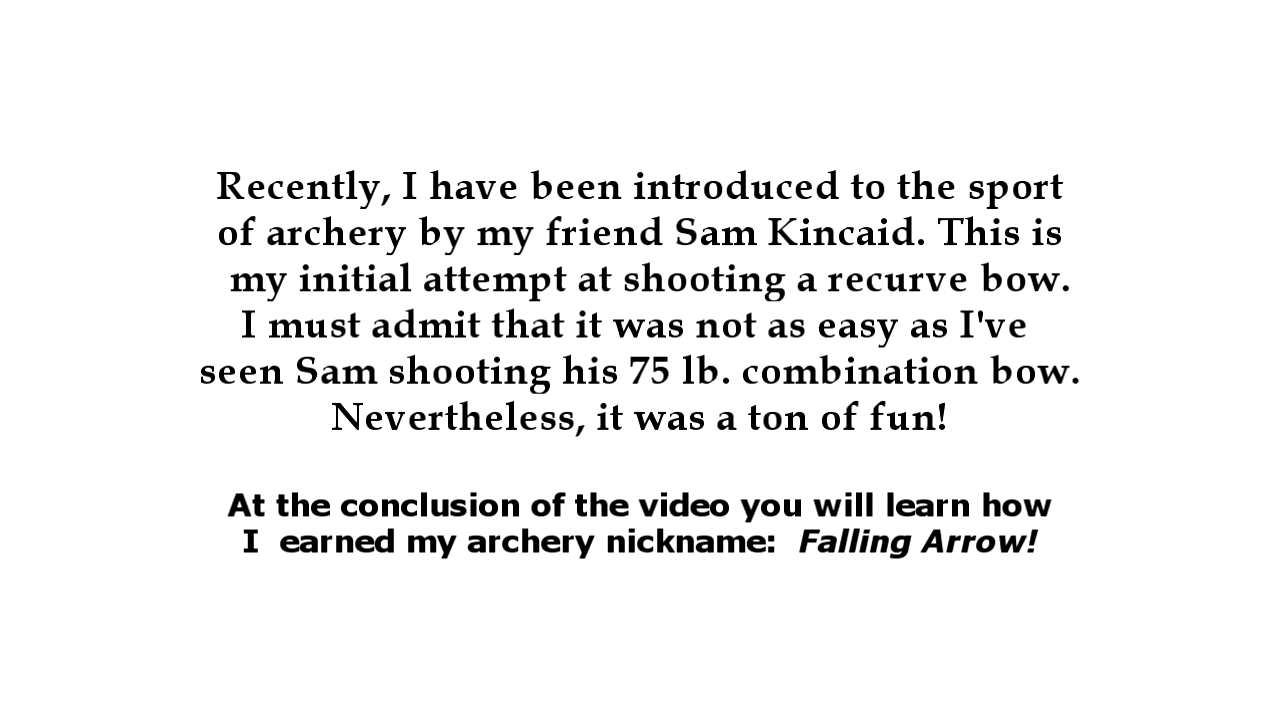 Recently, I have been introduced to the sport
of archery by my friend Sam Kincaid. This is
my initial attempt at shooting a recurve bow.
I must admit that it was not as easy as I've
seen Sam shooting his 75 lb. combination bow.
Nevertheless, it was a ton of fun!
At the conclusion of the video you will learn how
I  earned my archery nickname:  Falling Arrow!